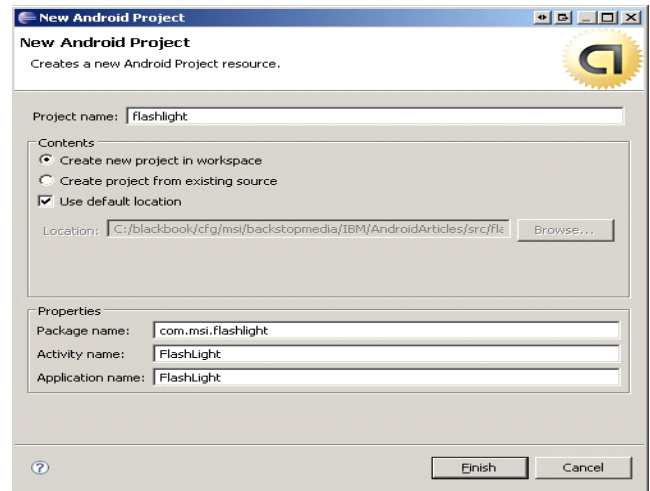 New Android Project
New Android Project
Creates a new Android Project resource.
Project name: flashlight
Contents
Create new project in workspace
Create project from existing source
Use default location
Location: C:/blackbook/cfg/msi/backstopmedia/IBM/AndroidArticles/src/fla
Browse...
Properties
Package name: com.msi.flashlight
Activity name: FlashLight
Application name: FlashLight
Finish
Cancel